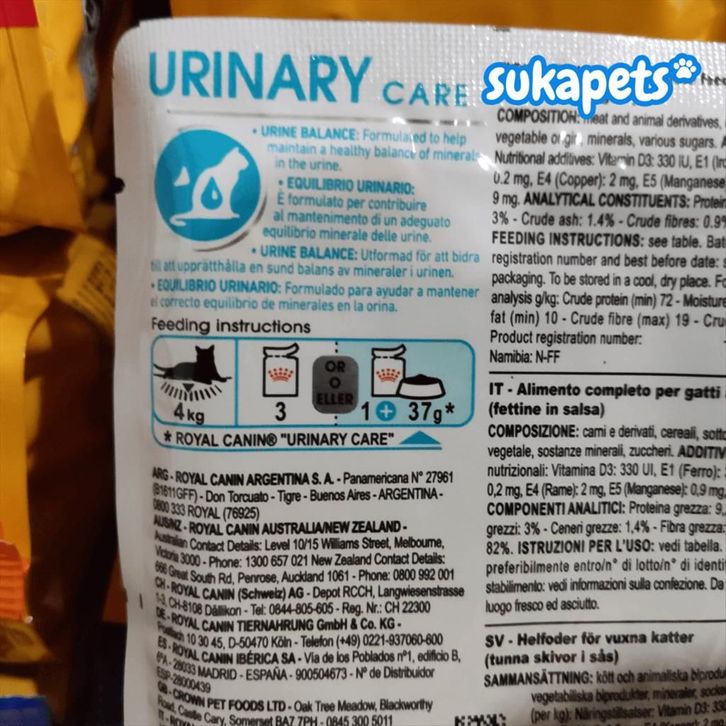 URINARY CARE
sukapets
• URINE BALANCE: Formulated to help
maintain a healthy balance of minerals
in the urine.
• EQUILIBRIO URINARIO:
È formulato per contribuire
al mantenimento di un adeguato
equilibrio minerale delle urine.
• URINE BALANCE: Utformad för att bidra
till att upprätthålla en sund balans av mineraler i urinen.
• EQUILIBRIO URINARIO: Formulado para ayudar a mantener
el correcto equilibrio de minerales en la orina.
Feeding instructions
4 kg
3
OR
O
ELLER
1 + 37g*
* ROYAL CANIN® "URINARY CARE"
ARG - ROYAL CANIN ARGENTINA S. A. - Panamericana N° 27961
(B1611GFF) - Don Torcuato - Tigre - Buenos Aires - ARGENTINA -
0800 333 ROYAL (76925)
AUS/NZ - ROYAL CANIN AUSTRALIA/NEW ZEALAND -
Australian Contact Details: Level 10/15 Williams Street, Melbourne,
Victoria 3000 - Phone: 1300 657 021 New Zealand Contact Details:
666 Great South Rd, Penrose, Auckland 1061 - Phone: 0800 992 001
CH - ROYAL CANIN (Schweiz) AG - Depot RCCH, Langwiesenstrasse
1-3, CH-8108 Dällikon - Tel: 0844-805-605 - Reg. Nr.: CH 22300
DE - ROYAL CANIN TIERNAHRUNG GmbH & Co. KG -
Postfach 10 30 45, D-50470 Köln - Telefon (+49) 0221-937060-600
ES - ROYAL CANIN IBÉRICA SA - Vía de los Poblados nº1, edificio B,
6ªA - 28033 MADRID - ESPAÑA - 900504673 - Nº de Distribuidor
ESP-28000439
GB - CROWN PET FOODS LTD - Oak Tree Meadow, Blackworthy
Road, Castle Cary, Somerset BA7 7PH - 0845 300 5011
COMPOSITION: meat and animal derivatives,
vegetable origin, minerals, various sugars.
Nutritional additives: Vitamin D3: 330 IU, E1
0.2 mg, E4 (Copper): 2 mg, E5 (Manganese
9 mg. ANALYTICAL CONSTITUENTS: Protein
3% - Crude ash: 1.4% - Crude fibres: 0.9%
FEEDING INSTRUCTIONS: see table.
registration number and best before date:
packaging. To be stored in a cool, dry place.
analysis g/kg: Crude protein (min) 72 - Moisture
fat (min) 10 - Crude fibre (max) 19 -
Product registration number:
Namibia: N-FF
IT - Alimento completo per gatti
(fettine in salsa)
COMPOSIZIONE: carni e derivati, cereali,
vegetale, sostanze minerali, zuccheri.
nutrizionali: Vitamina D3: 330 UI, E1 (Ferro):
0,2 mg, E4 (Rame): 2 mg, E5 (Manganese): 0,9 mg,
COMPONENTI ANALITICI: Proteina grezza: 9,
grezzi: 3% - Ceneri grezze: 1,4% - Fibra grezza:
82%. ISTRUZIONI PER L'USO: vedi tabella.
preferibilmente entro/n° di lotto/n° di
stabilimento: vedi informazioni sulla confezione. Da
luogo fresco ed asciutto.
SV - Helfoder för vuxna katter
(tunna skivor i sås)
SAMMANSÄTTNING: kött och animaliska
vegetabiliska biprodukter, mineraler,
(per kg): Näringstillsatser: Vitamin D3: